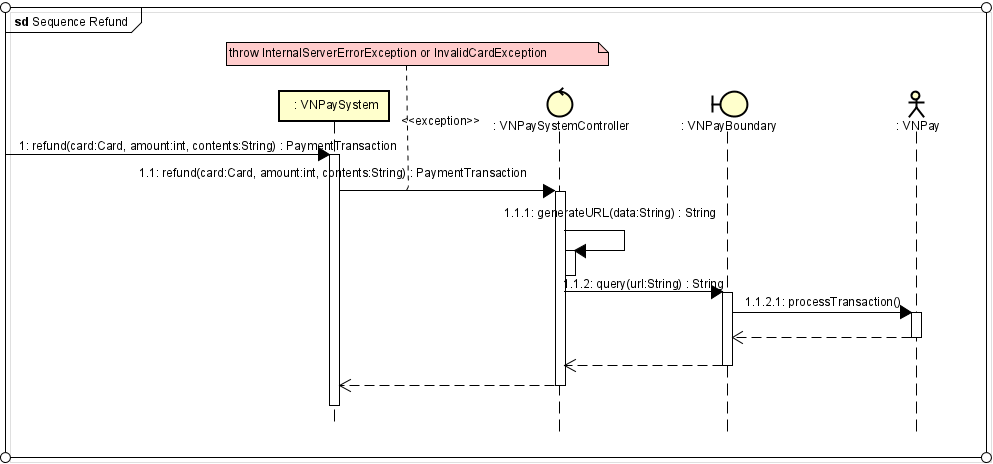 sd Sequence Refund
throw InternalServerErrorException or InvalidCardException
: VNPaySystem
<<exception>>
: VNPaySystemController
: VNPayBoundary
: VNPay
1: refund(card:Card, amount:int, contents:String) : PaymentTransaction
1.1: refund(card:Card, amount:int, contents:String) : PaymentTransaction
1.1.1: generateURL(data:String) : String
1.1.2: query(url:String) : String
1.1.2.1: processTransaction()